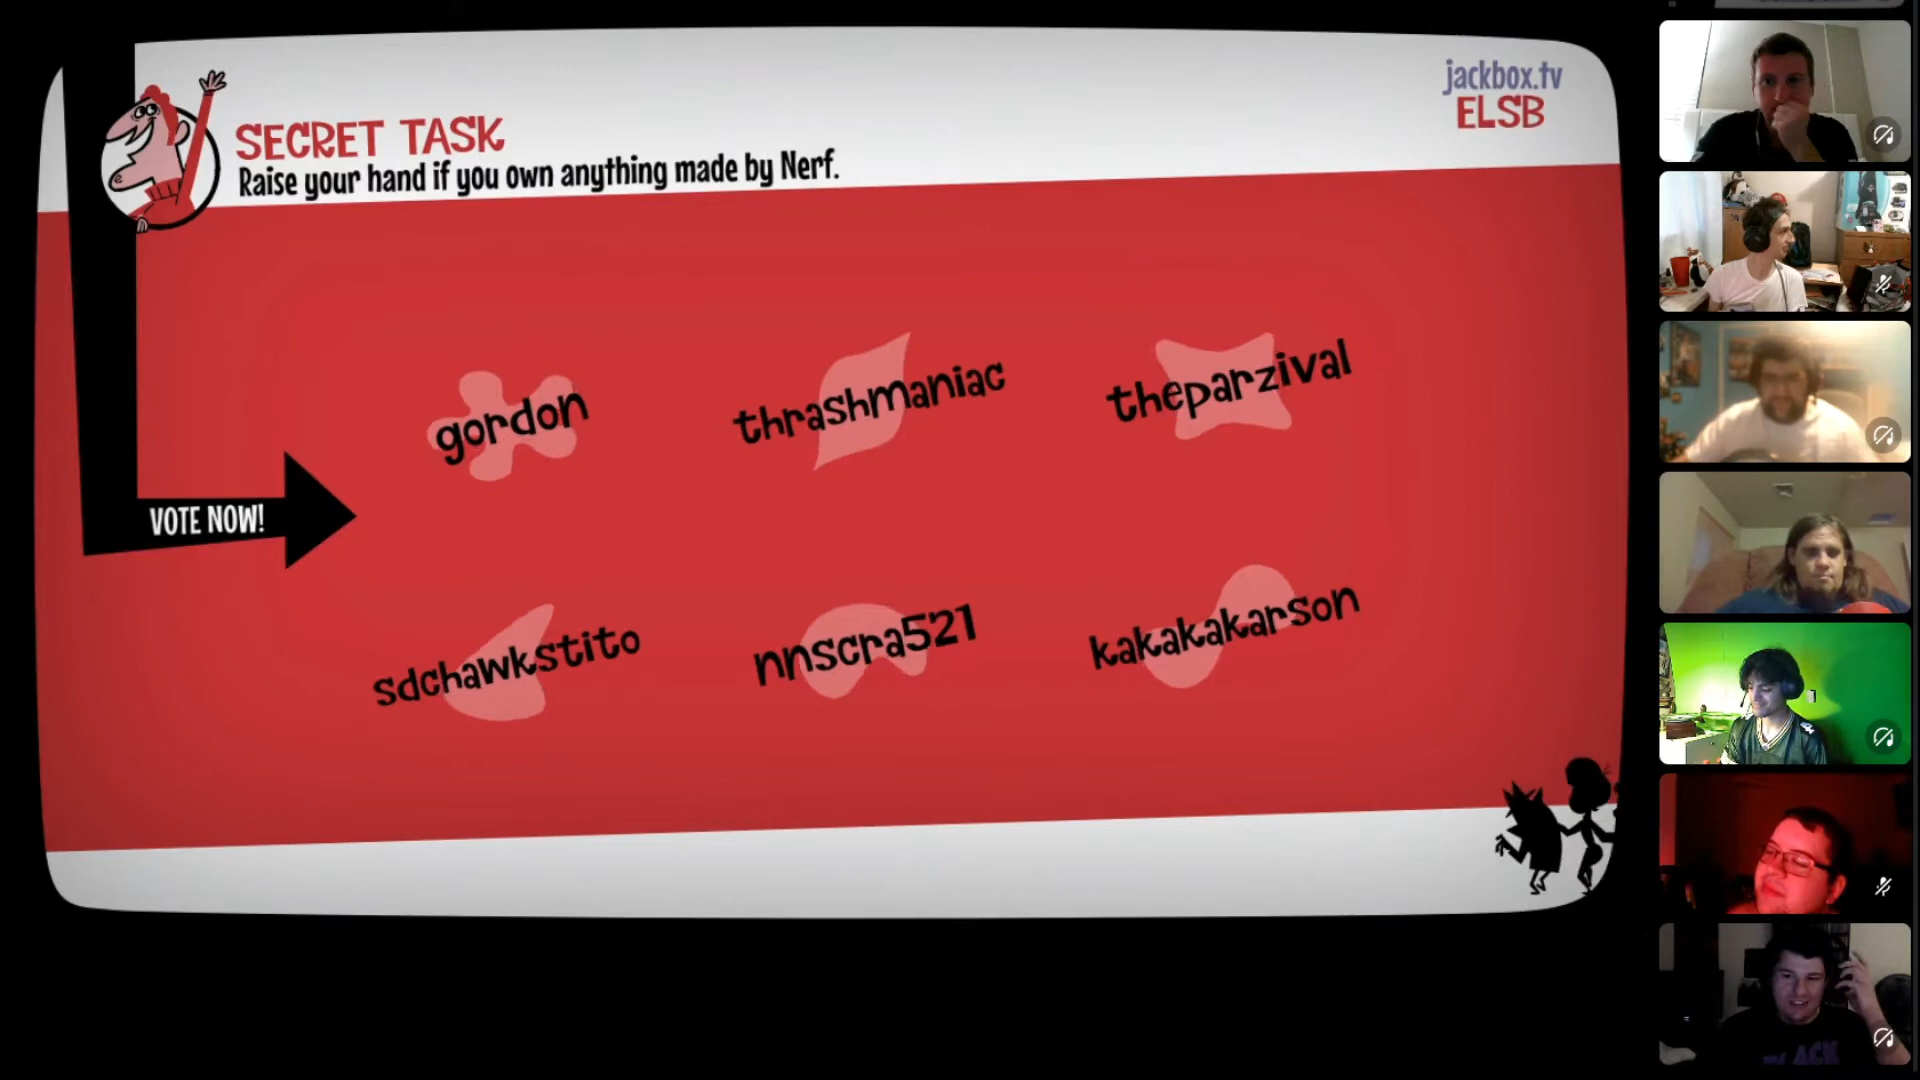 jackbox.tv
ELSB
SECRET TASK
Raise your hand if you own anything made by Nerf.
gordon
thrashmaniac
theparzival
VOTE NOW!
sdchawkstito
nnscra521
kakakakarson
BLACK